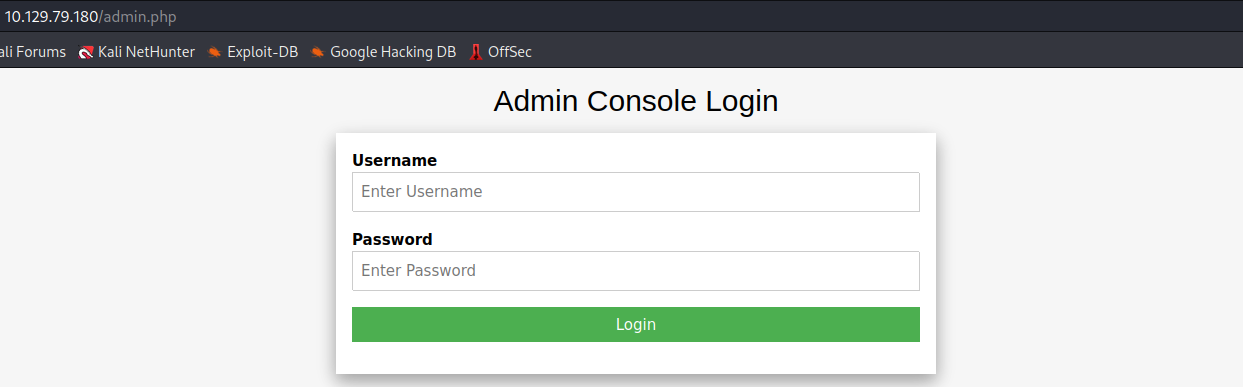 10.129.79.180/admin.php
ali Forums Kali NetHunter Exploit-DB Google Hacking DB OffSec
Admin Console Login
Username
Enter Username
Password
Enter Password
Login